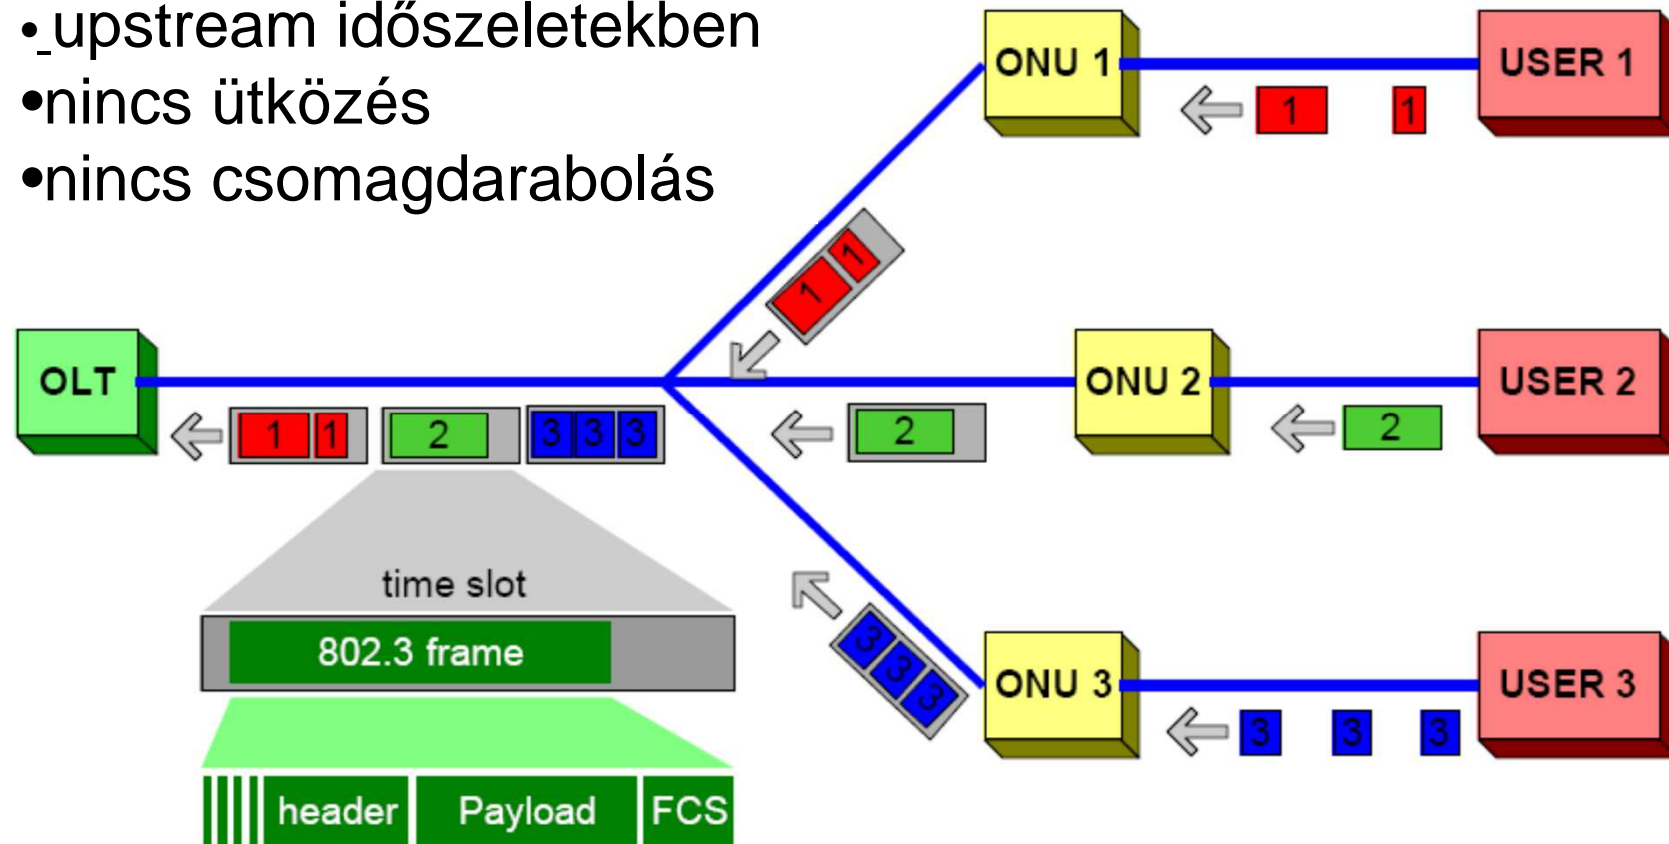 • upstream időszeletekben
•nincs ütközés
•nincs csomagdarabolás
ONU 1
USER 1
1 1
1 1
OLT
ONU 2
USER 2
1 1 2 3 3 3
2
2
time slot
802.3 frame
3 3 3
ONU 3
USER 3
3 3 3
header Payload FCS